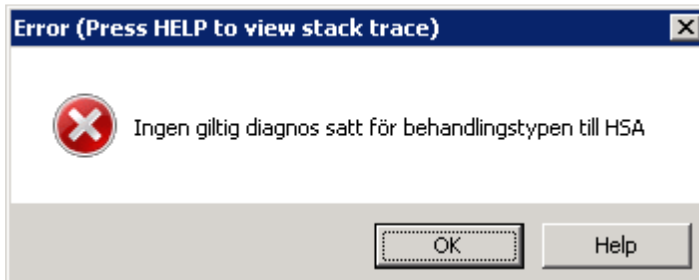 Error (Press HELP to view stack trace)
Ingen giltig diagnos satt för behandlingstypen till HSA
OK
Help